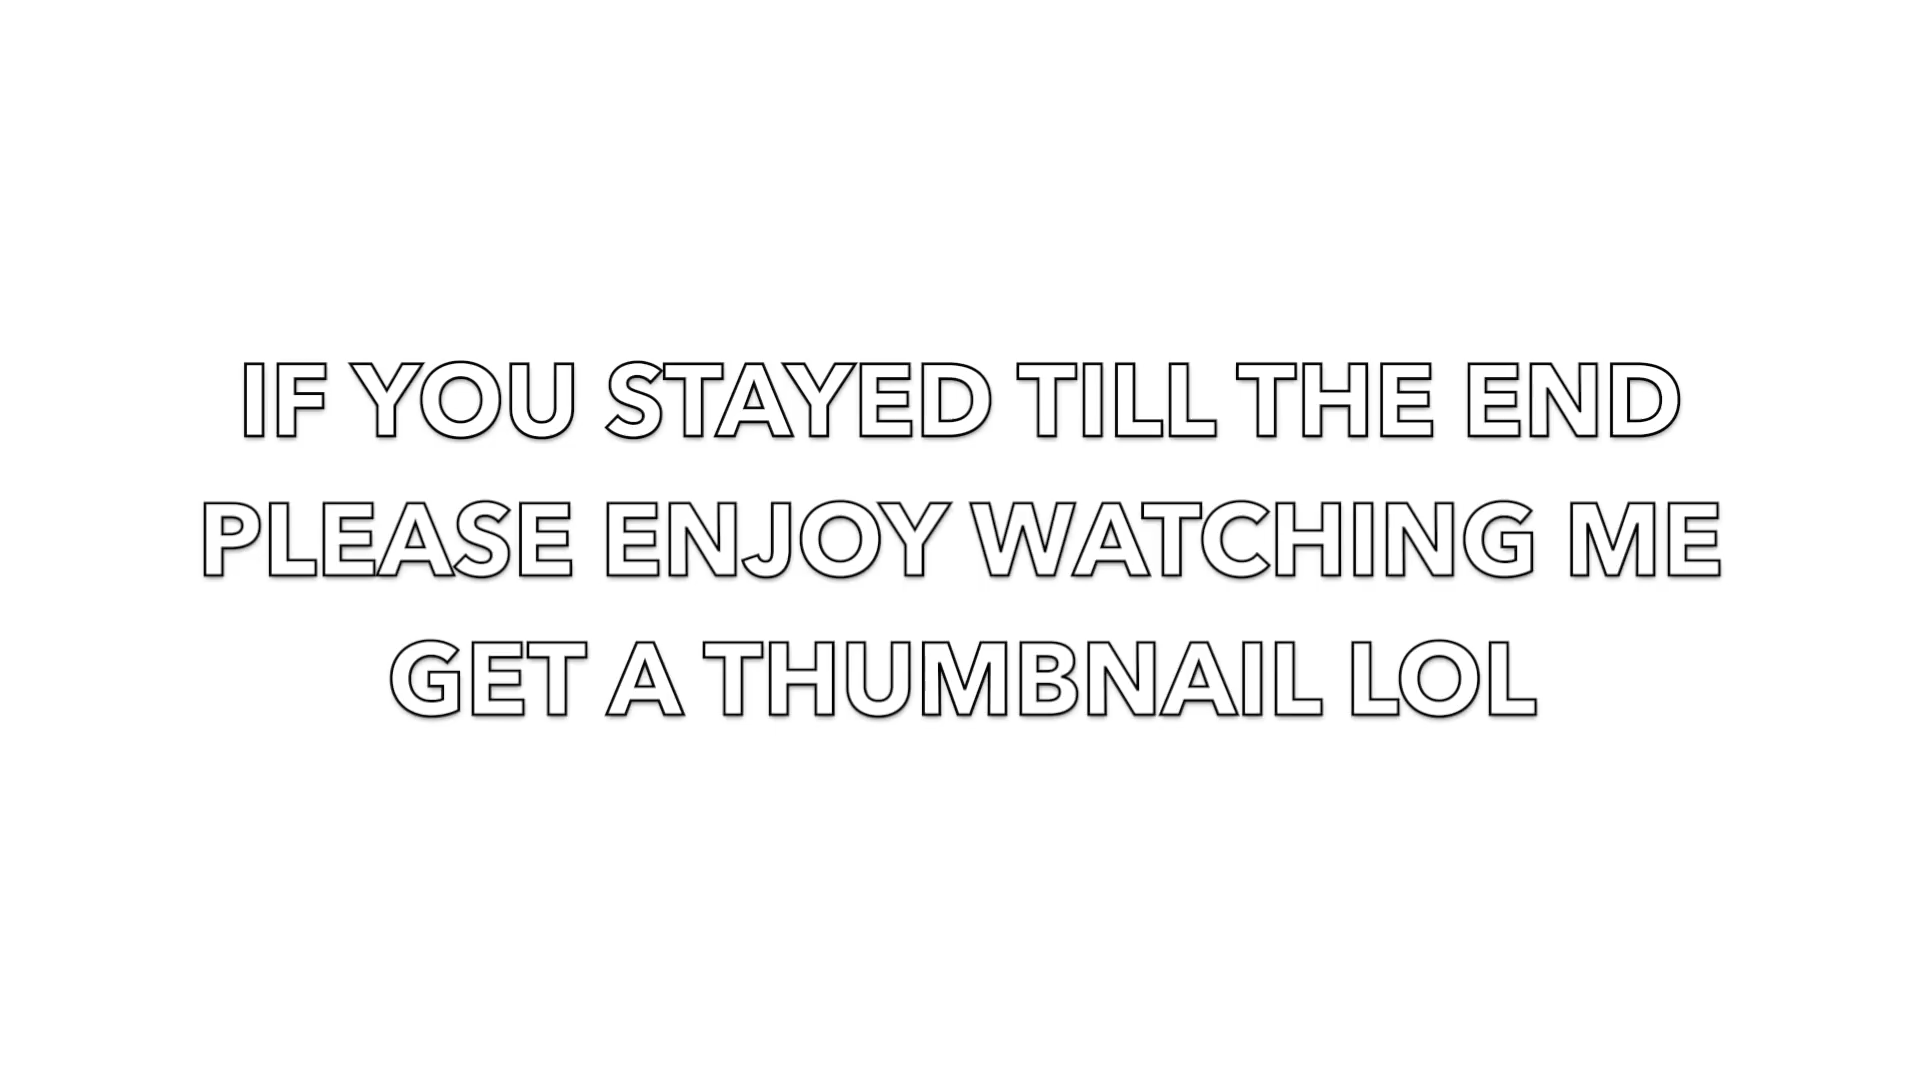 IF YOU STAYED TILL THE END
PLEASE ENJOY WATCHING ME
GET A THUMBNAIL LOL